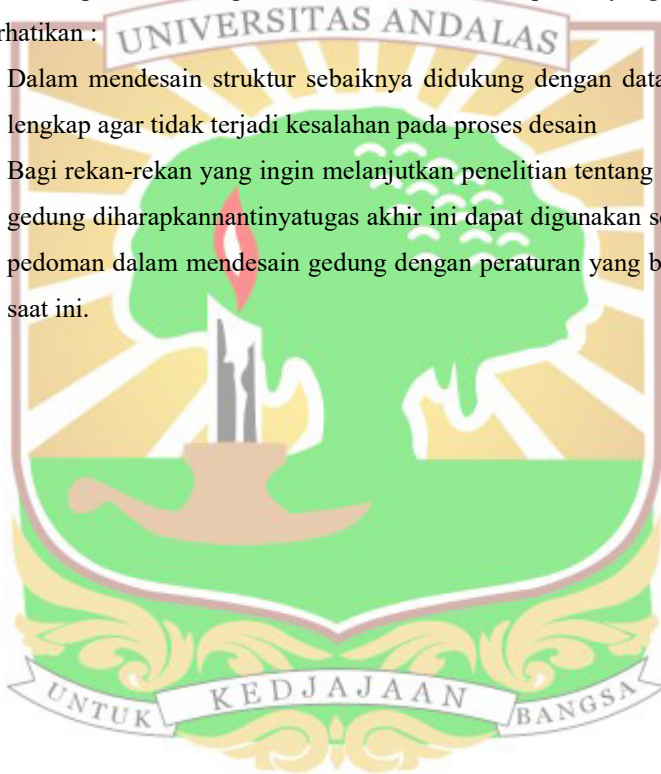 rhatikan :
UNIVERSITAS ANDALAS
Dalam mendesain struktur sebaiknya didukung dengan data
lengkap agar tidak terjadi kesalahan pada proses desain
Bagi rekan-rekan yang ingin melanjutkan penelitian tentang
gedung diharapkannantinyatugas akhir ini dapat digunakan se
pedoman dalam mendesain gedung dengan peraturan yang b
saat ini.
UNTUK KEDJAJAAN BANGSA